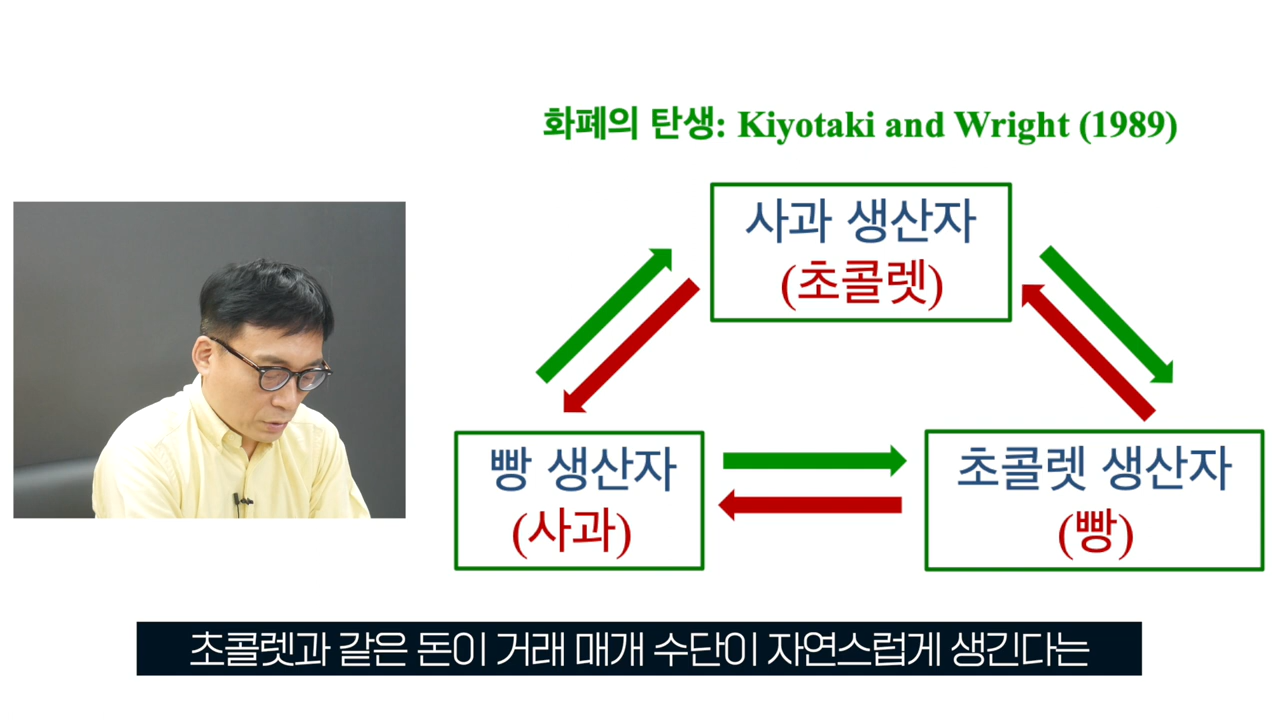 화폐의 탄생: Kiyotaki and Wright (1989)
사과 생산자
(초콜렛)
빵 생산자
(사과)
초콜렛 생산자
(빵)
초콜렛과 같은 돈이 거래 매개 수단이 자연스럽게 생긴다는